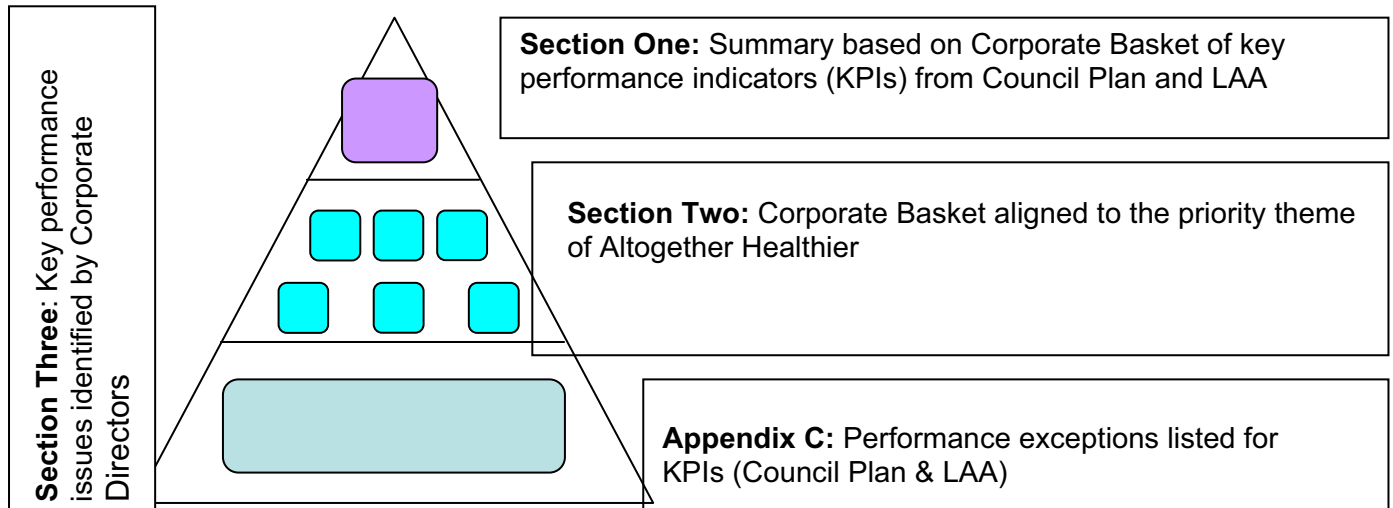 Section Three: Key performance
issues identified by Corporate
Directors
Section One: Summary based on Corporate Basket of key
performance indicators (KPIs) from Council Plan and LAA
Section Two: Corporate Basket aligned to the priority theme
of Altogether Healthier
Appendix C: Performance exceptions listed for
KPIs (Council Plan & LAA)